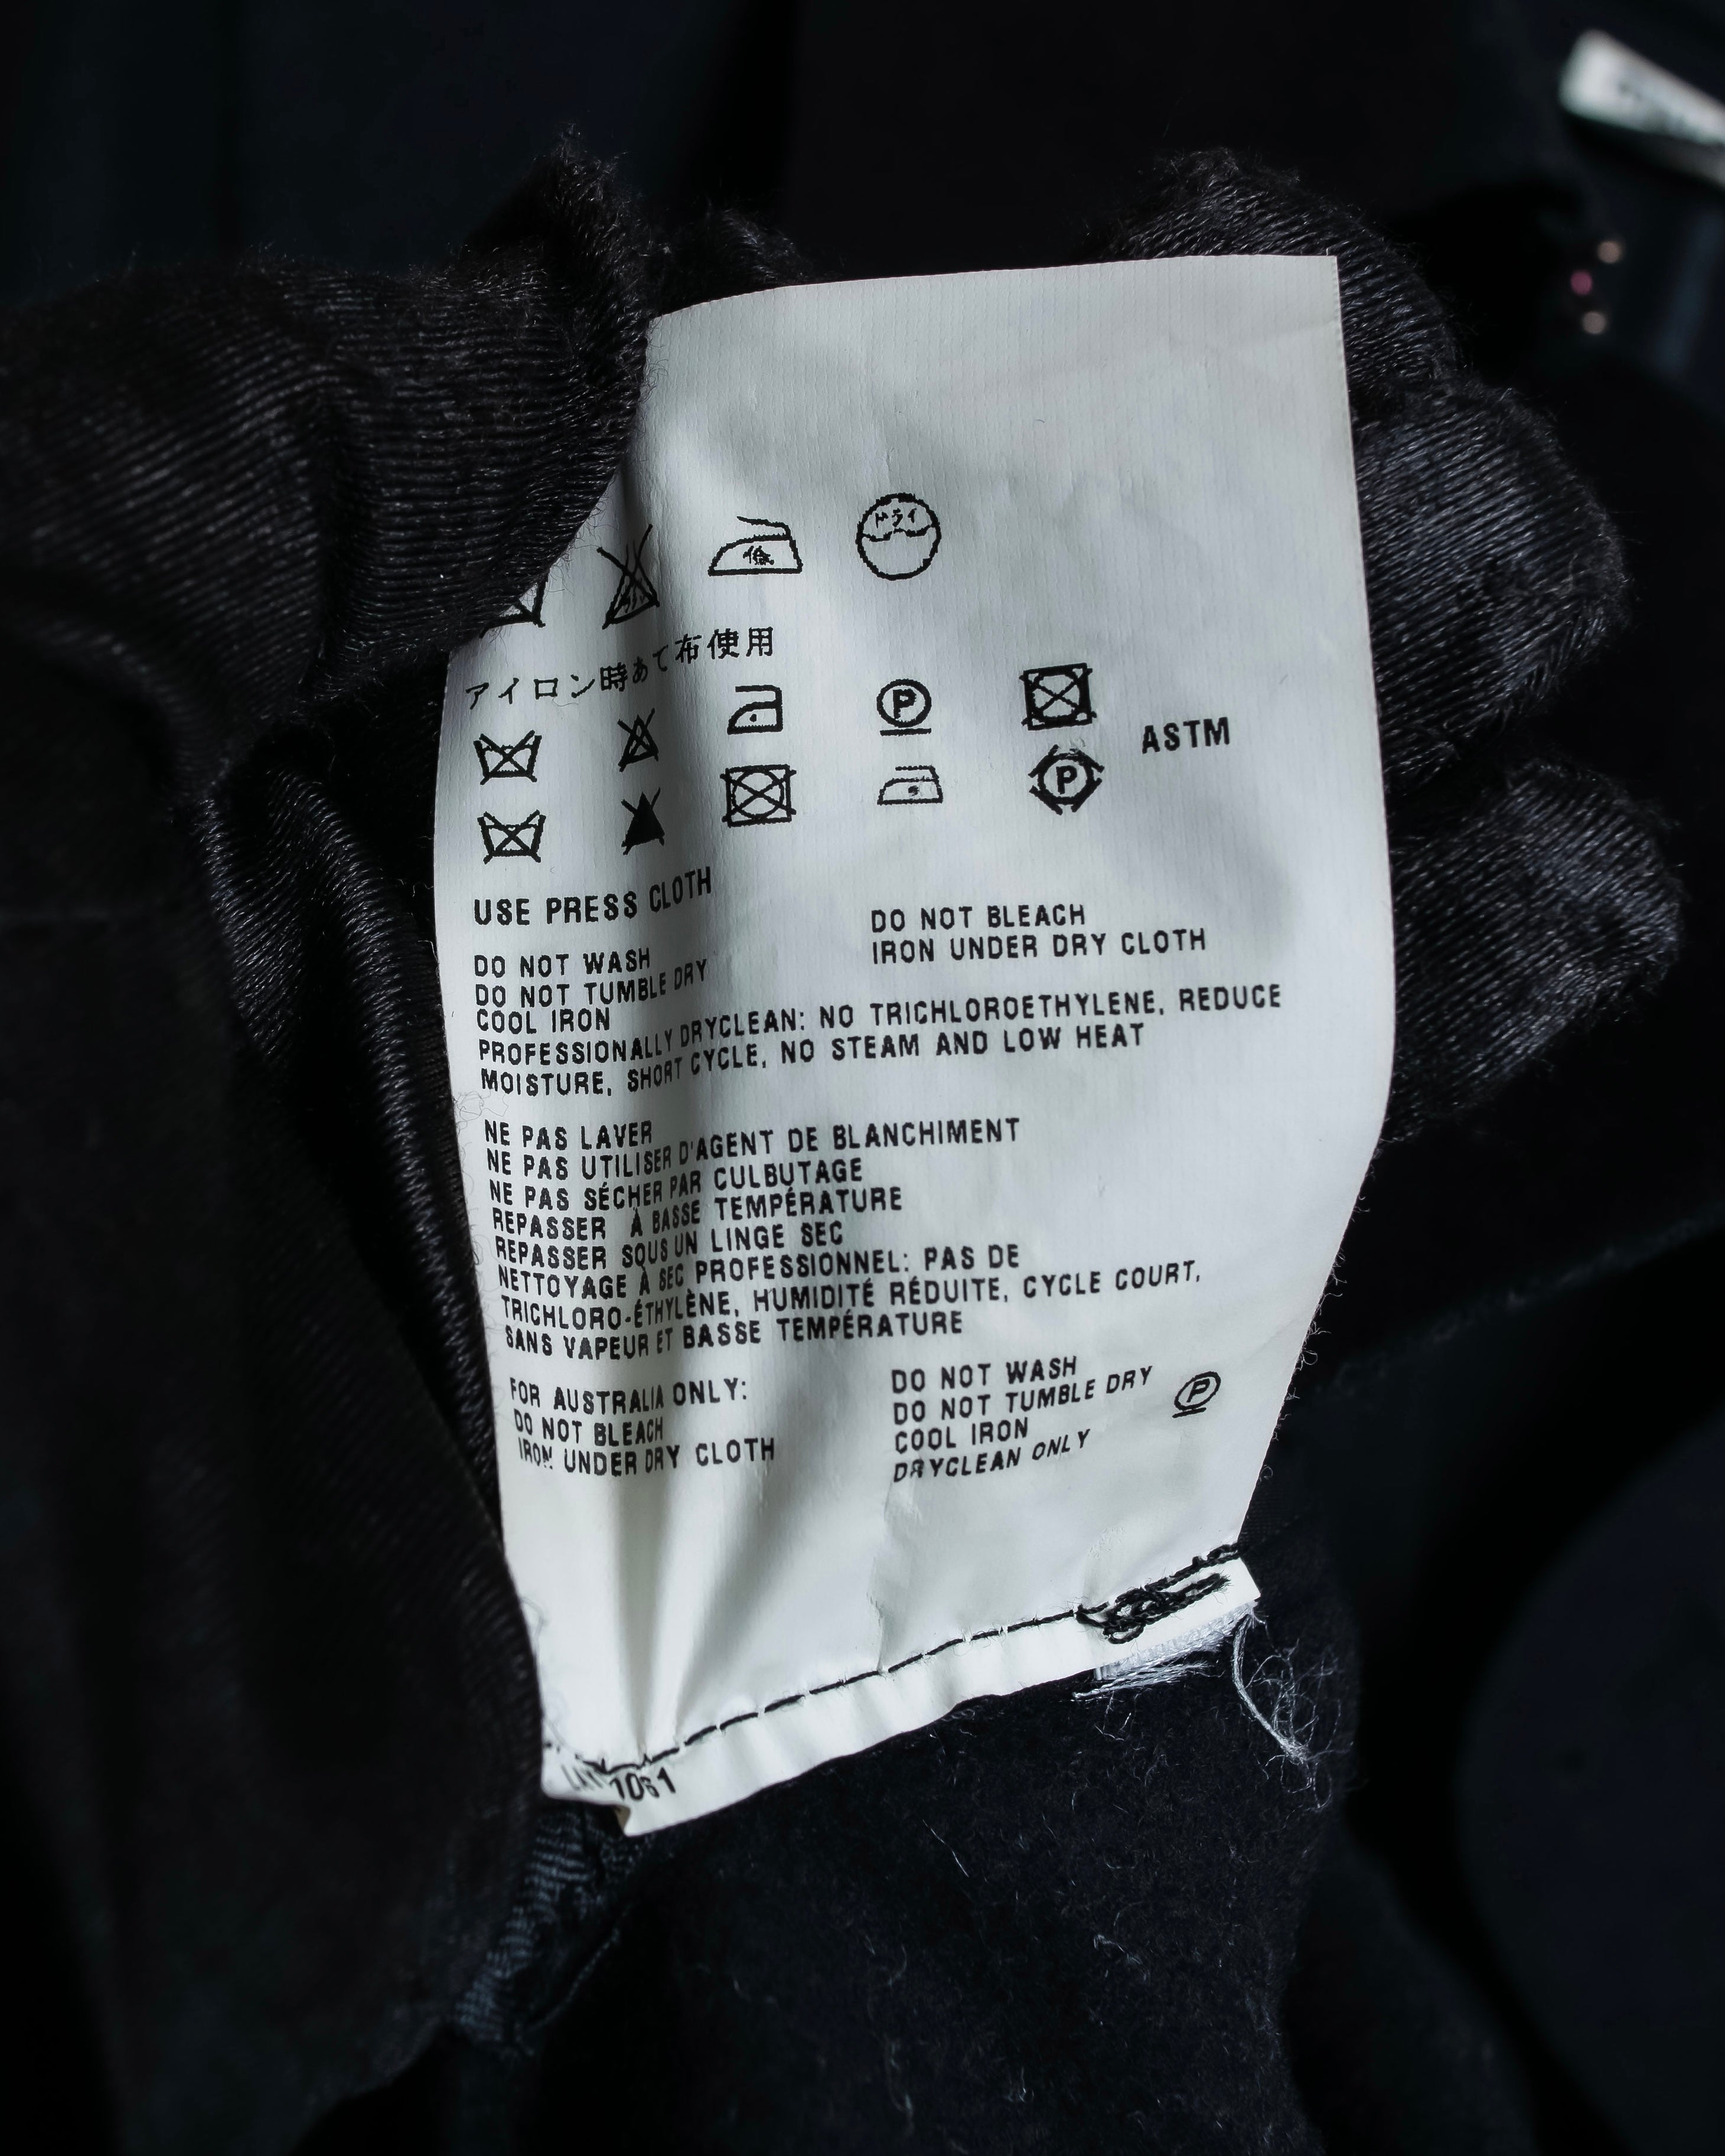 ドライ
低
アイロン時あて布使用
P
ASTM
P
USE PRESS CLOTH
DO NOT WASH
DO NOT TUMBLE DRY
COOL IRON
DO NOT BLEACH
IRON UNDER DRY CLOTH
PROFESSIONALLY DRYCLEAN: NO TRICHLOROETHYLENE, REDUCE
MOISTURE, SHORT CYCLE, NO STEAM AND LOW HEAT
NE PAS LAVER
NE PAS UTILISER D'AGENT DE BLANCHIMENT
NE PAS SÉCHER PAR CULBUTAGE
REPASSER À BASSE TEMPÉRATURE
REPASSER SOUS UN LINGE SEC
NETTOYAGE À SEC PROFESSIONNEL: PAS DE
TRICHLORO-ÉTHYLÈNE, HUMIDITÉ RÉDUITE, CYCLE COURT,
SANS VAPEUR ET BASSE TEMPÉRATURE
FOR AUSTRALIA ONLY:
DO NOT BLEACH
IRON UNDER DRY CLOTH
DO NOT WASH
DO NOT TUMBLE DRY
COOL IRON
DRYCLEAN ONLY
P
1061